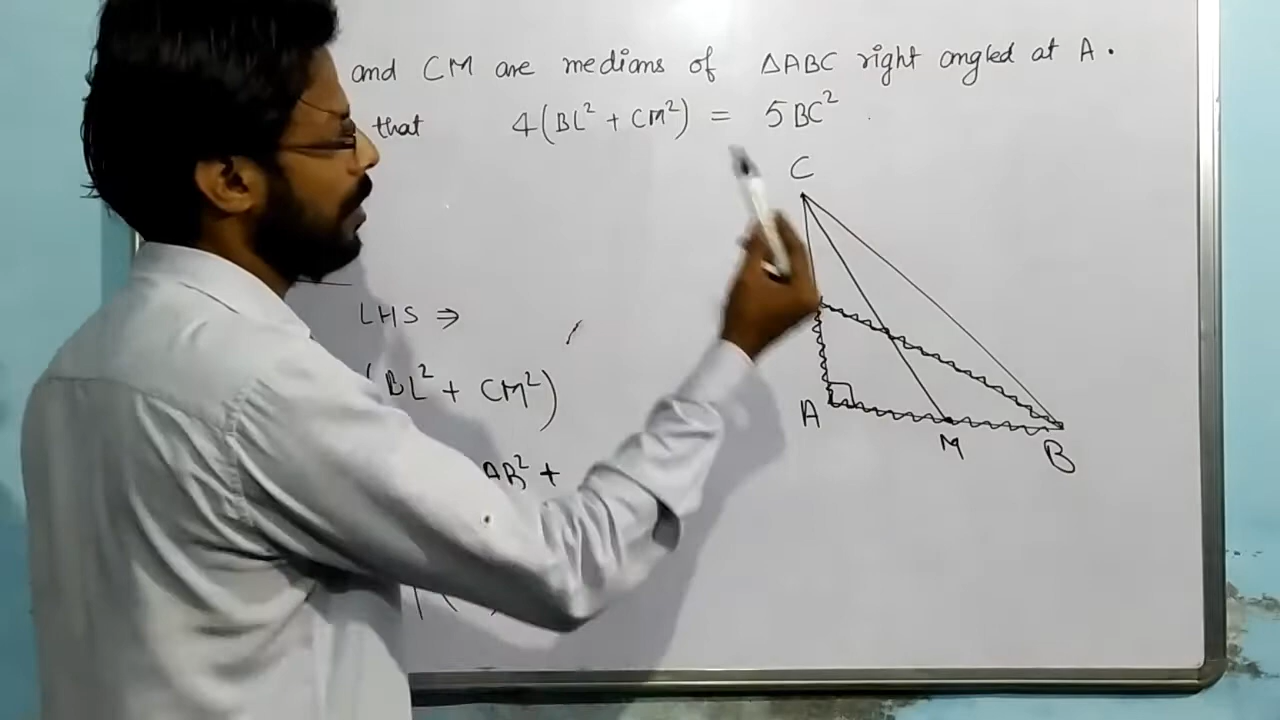 and CM are medians of ΔABC right angled at A.
that 4(BL² + CM²) = 5BC²
C
LHS ⇒
(BL² + CM²)
A
M
B
AB² +